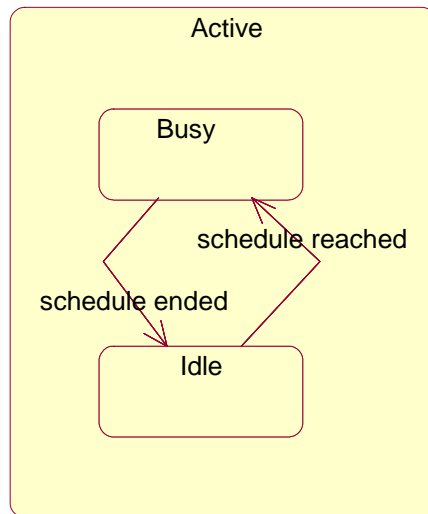 Active
Busy
schedule reached
schedule ended
Idle